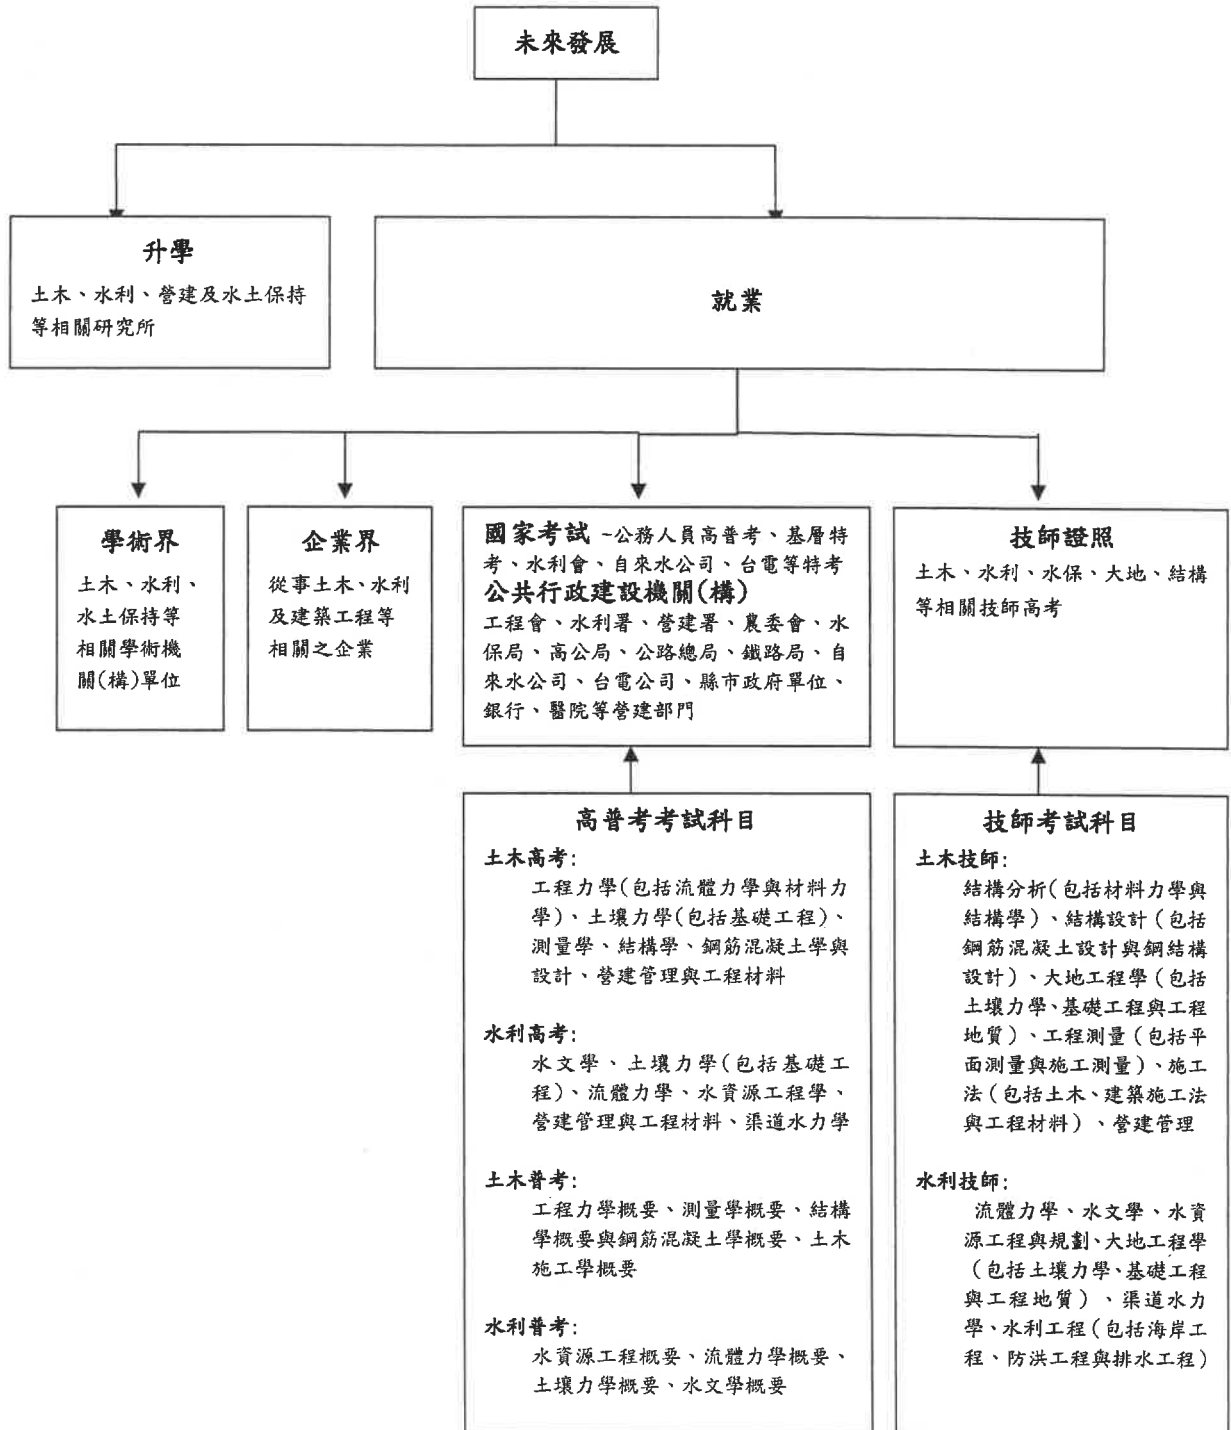 未來發展
升學
土木、水利、營建及水土保持
等相關研究所
就業
學術界
土木、水利、
水土保持等
相關學術機
關(構)單位
企業界
從事土木、水利
及建築工程等
相關之企業
國家考試 ~公務人員高普考、基層特
考、水利會、自來水公司、台電等特考
公共行政建設機關(構)
工程會、水利署、營建署、農委會、水
保局、高公局、公路總局、鐵路局、自
來水公司、台電公司、縣市政府單位、
銀行、醫院等營建部門
技師證照
土木、水利、水保、大地、結構
等相關技師高考
高普考考試科目
土木高考:
工程力學(包括流體力學與材料力
學)、土壤力學(包括基礎工程)、
測量學、結構學、鋼筋混凝土學與
設計、營建管理與工程材料
水利高考:
水文學、土壤力學(包括基礎工
程)、流體力學、水資源工程學、
營建管理與工程材料、渠道水力學
土木普考:
工程力學概要、測量學概要、結構
學概要與鋼筋混凝土學概要、土木
施工學概要
水利普考:
水資源工程概要、流體力學概要、
土壤力學概要、水文學概要
技師考試科目
土木技師:
結構分析(包括材料力學與
結構學)、結構設計(包括
鋼筋混凝土設計與鋼結構
設計)、大地工程學(包括
土壤力學、基礎工程與工程
地質)、工程測量(包括平
面測量與施工測量)、施工
法(包括土木、建築施工法
與工程材料)、營建管理
水利技師:
流體力學、水文學、水資
源工程與規劃、大地工程學
(包括土壤力學、基礎工程
與工程地質)、渠道水力
學、水利工程(包括海岸工
程、防洪工程與排水工程)